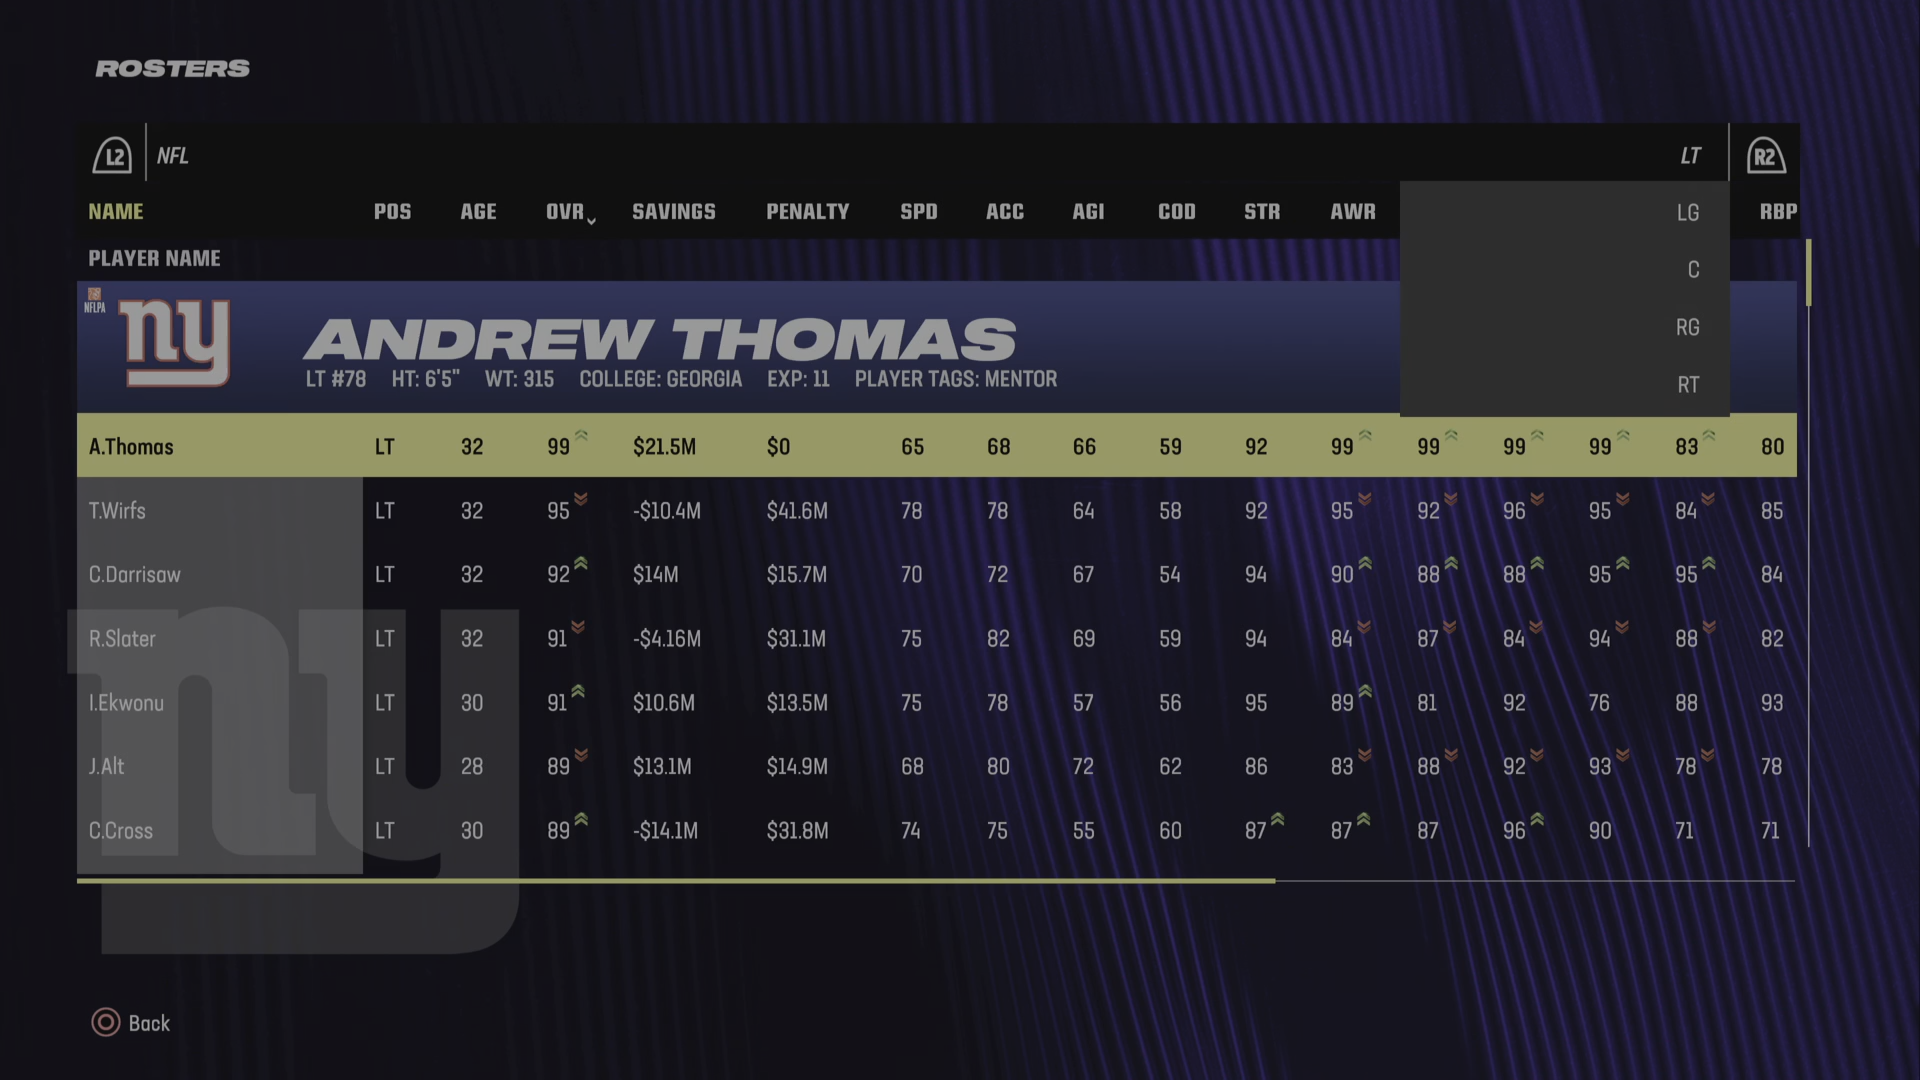 ROSTERS
L2 NFL LT R2
NAME POS AGE OVR SAVINGS PENALTY SPD ACC AGI COD STR AWR RBP
LG
C
RG
RT
PLAYER NAME
NFLPA
ny
ANDREW THOMAS
LT #78 HT: 6'5" WT: 315 COLLEGE: GEORGIA EXP: 11 PLAYER TAGS: MENTOR
A.Thomas LT 32 99 $21.5M $0 65 68 66 59 92 99 99 99 99 83 80
T.Wirfs LT 32 95 -$10.4M $41.6M 78 78 64 58 92 95 92 96 95 84 85
C.Darrisaw LT 32 92 $14M $15.7M 70 72 67 54 94 90 88 88 95 95 84
R.Slater LT 32 91 -$4.16M $31.1M 75 82 69 59 94 84 87 84 94 88 82
I.Ekwonu LT 30 91 $10.6M $13.5M 75 78 57 56 95 89 81 92 76 88 93
J.Alt LT 28 89 $13.1M $14.9M 68 80 72 62 86 83 88 92 93 78 78
C.Cross LT 30 89 -$14.1M $31.8M 74 75 55 60 87 87 87 96 90 71 71
ny
Back